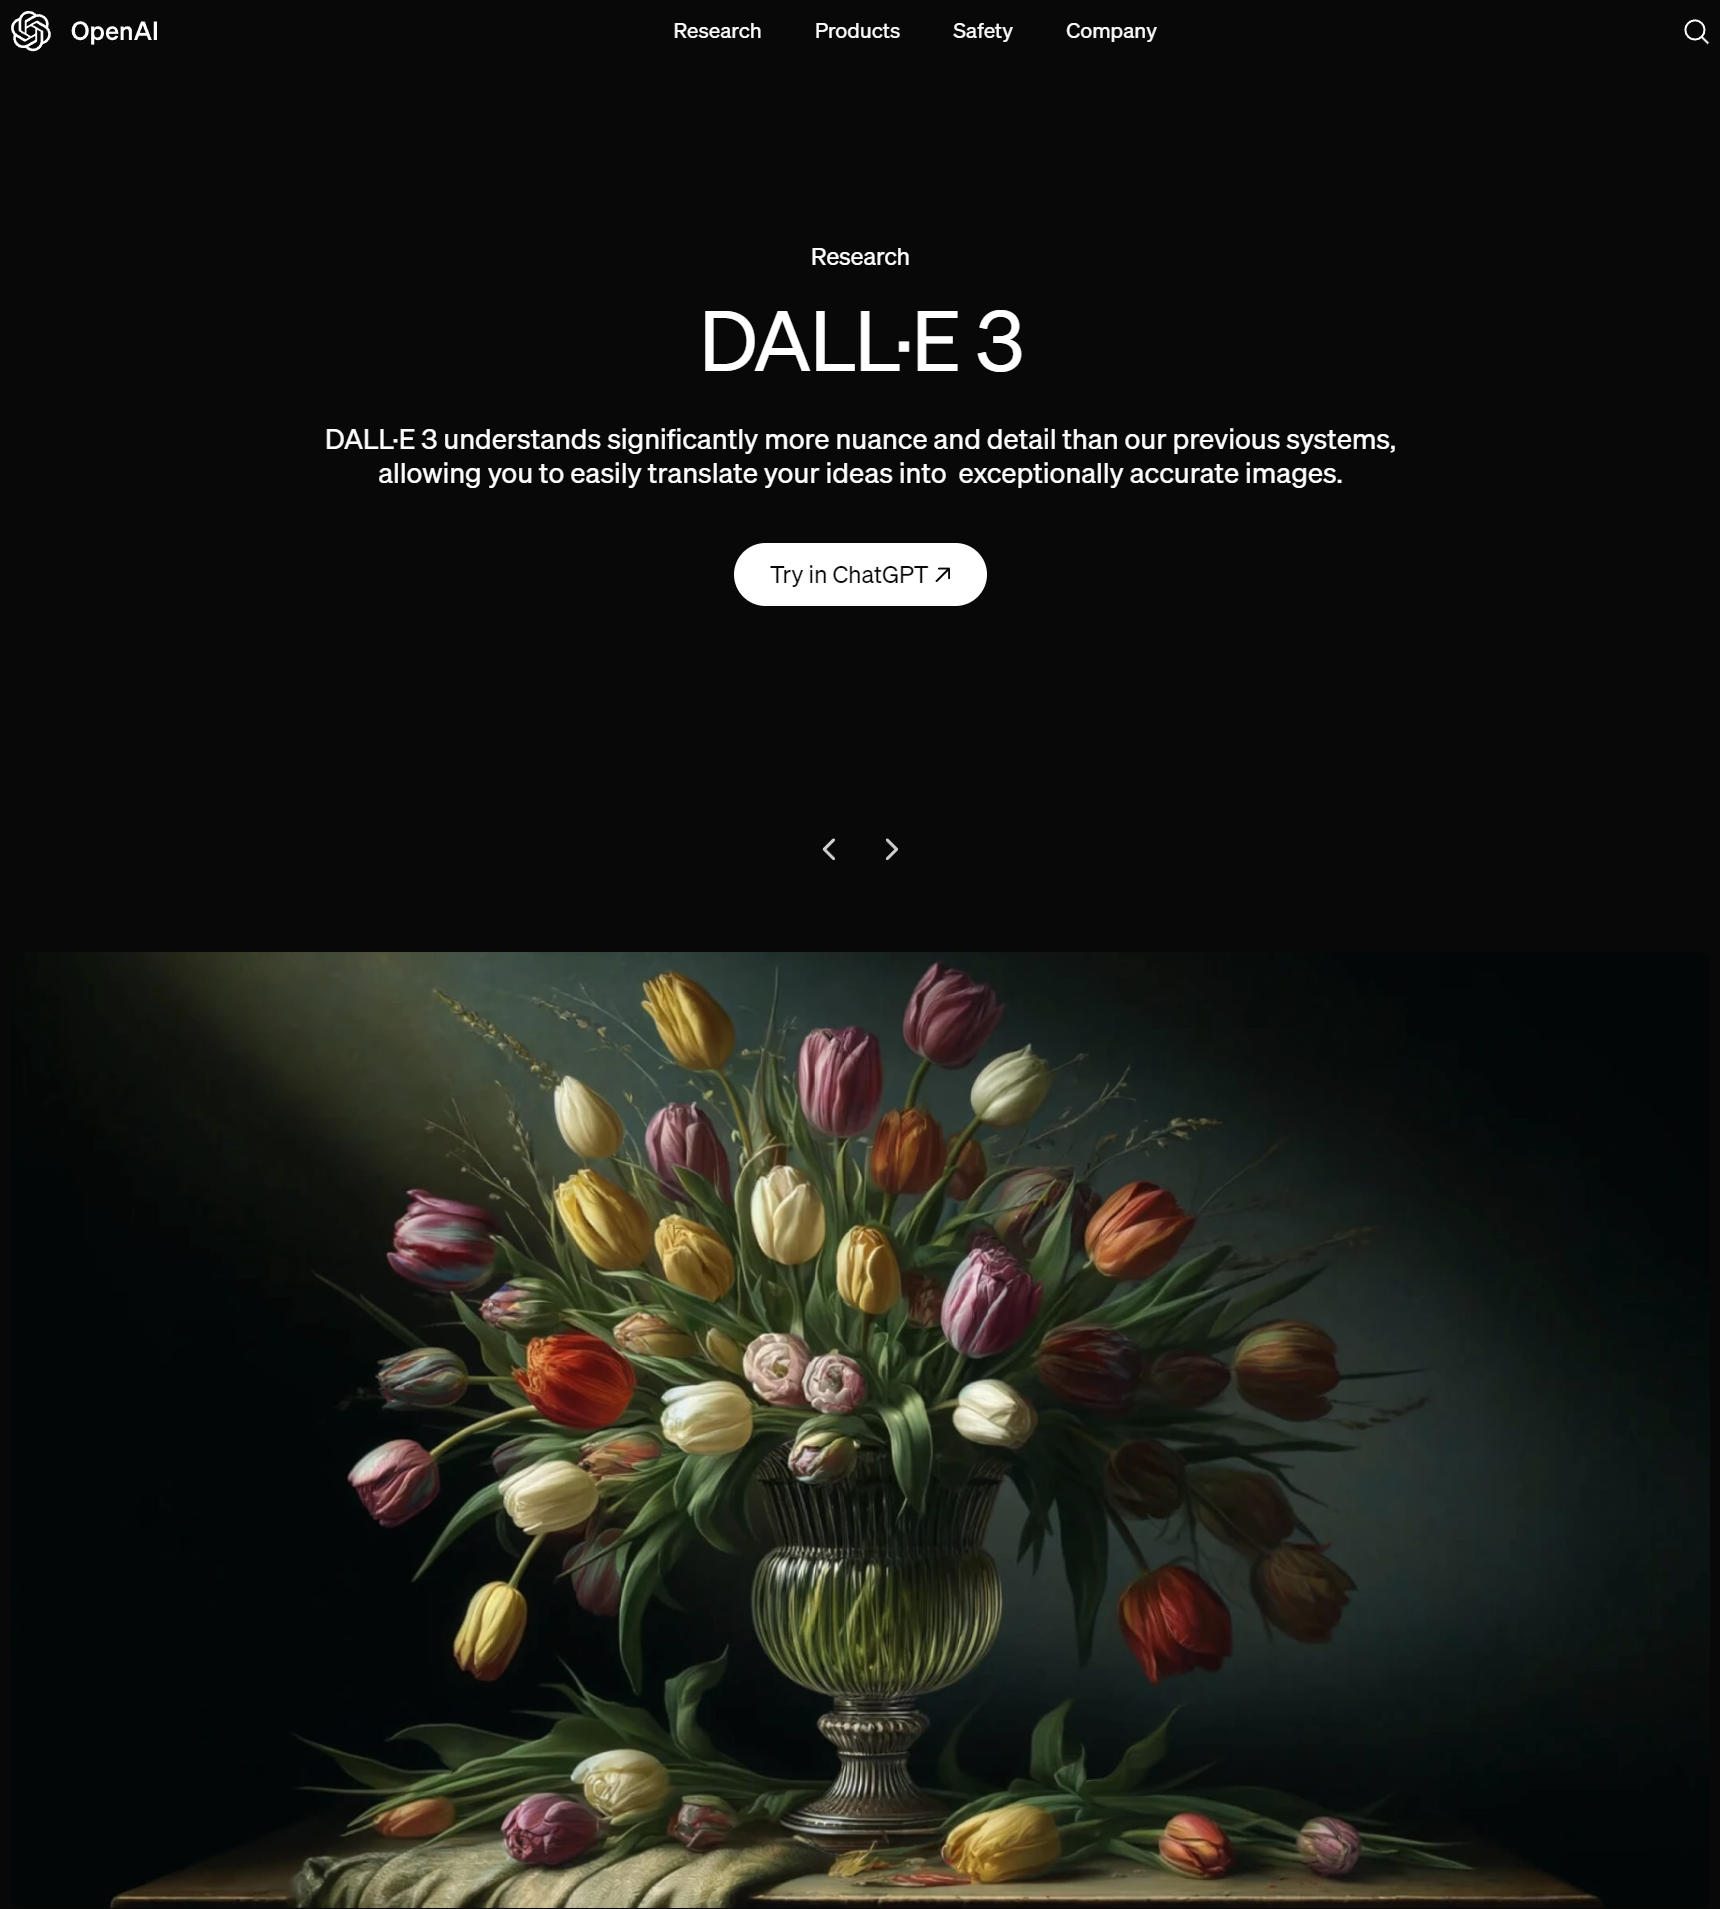 OpenAI
Research
Products
Safety
Company
Research
DALL·E 3
DALL·E 3 understands significantly more nuance and detail than our previous systems,
allowing you to easily translate your ideas into exceptionally accurate images.
Try in ChatGPT ↗